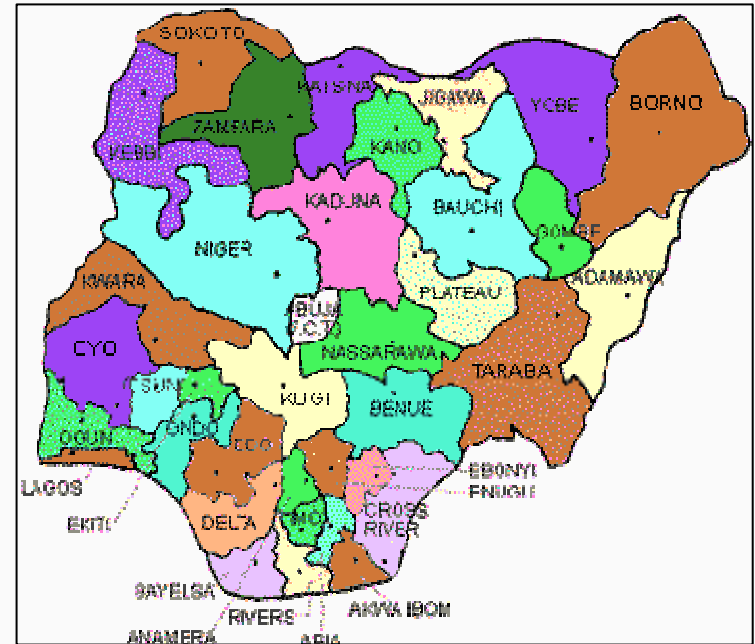 SOKOTO
KATSINA
JIGAWA
YOBE
BORNO
ZAMFARA
KEBBI
KANO
KADUNA
BAUCHI
GOMBE
NIGER
KWARA
PLATEAU
ADAMAWA
ABUJA
(F.C.T)
NASSARAWA
OYO
TARABA
OSUN
KOGI
BENUE
OGUN
ONDO
EDO
EBONYI
LAGOS
ENUGU
EKITI
DELTA
IMO
CROSS
RIVER
BAYELSA
RIVERS
AKWA IBOM
ANAMBRA
ABIA